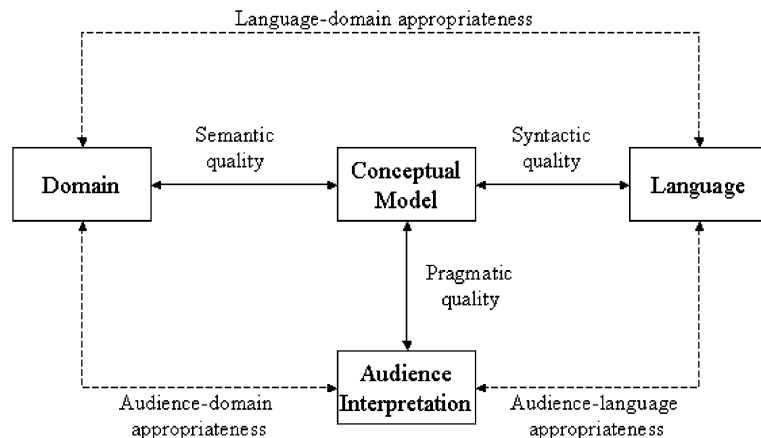 Language-domain appropriateness
Semantic
quality
Syntactic
quality
Domain
Conceptual
Model
Language
Pragmatic
quality
Audience
Interpretation
Audience-domain
appropriateness
Audience-language
appropriateness